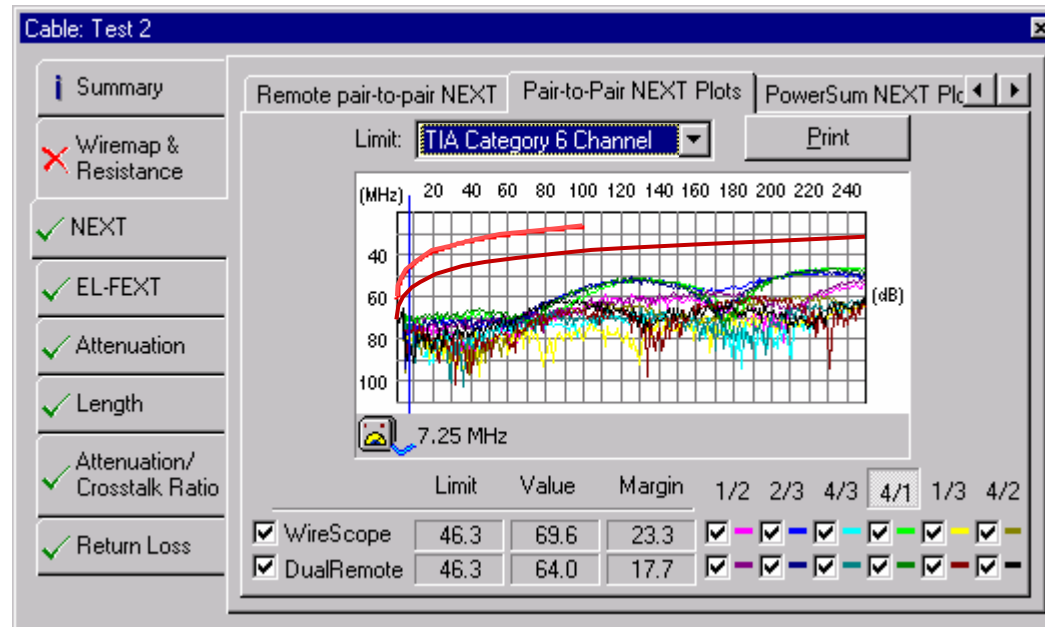 Cable: Test 2
i Summary
Wiremap &
Resistance
NEXT
EL-FEXT
Attenuation
Length
Attenuation/
Crosstalk Ratio
Return Loss
Remote pair-to-pair NEXT Pair-to-Pair NEXT Plots PowerSum NEXT Plo
Limit: TIA Category 6 Channel Print
(MHz) 20 40 60 80 100 120 140 160 180 200 220 240
40
60
80
100
(dB)
7.25 MHz
Limit Value Margin 1/2 2/3 4/3 4/1 1/3 4/2
WireScope 46.3 69.6 23.3
DualRemote 46.3 64.0 17.7